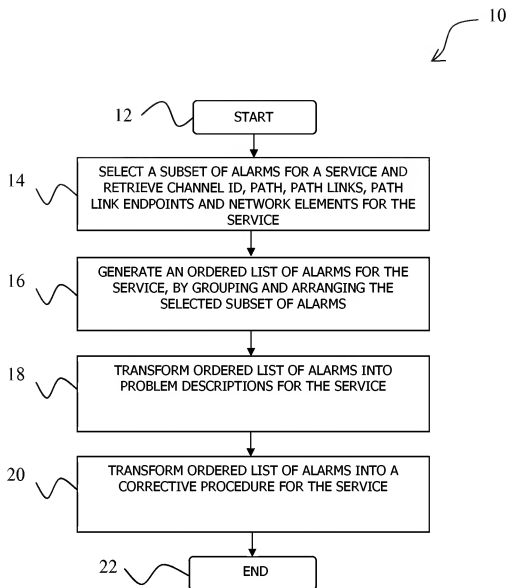 10
12
START
14
SELECT A SUBSET OF ALARMS FOR A SERVICE AND
RETRIEVE CHANNEL ID, PATH, PATH LINKS, PATH
LINK ENDPOINTS AND NETWORK ELEMENTS FOR THE
SERVICE
16
GENERATE AN ORDERED LIST OF ALARMS FOR THE
SERVICE, BY GROUPING AND ARRANGING THE
SELECTED SUBSET OF ALARMS
18
TRANSFORM ORDERED LIST OF ALARMS INTO
PROBLEM DESCRIPTIONS FOR THE SERVICE
20
TRANSFORM ORDERED LIST OF ALARMS INTO A
CORRECTIVE PROCEDURE FOR THE SERVICE
22
END